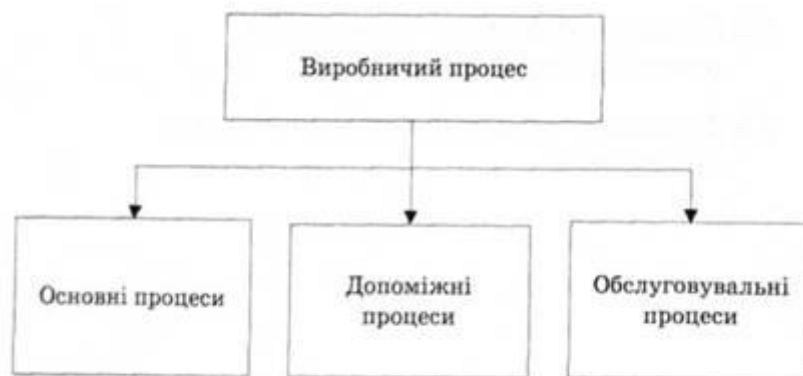 Виробничий процес
Основні процеси
Допоміжні
процеси
Обслуговувальні
процеси